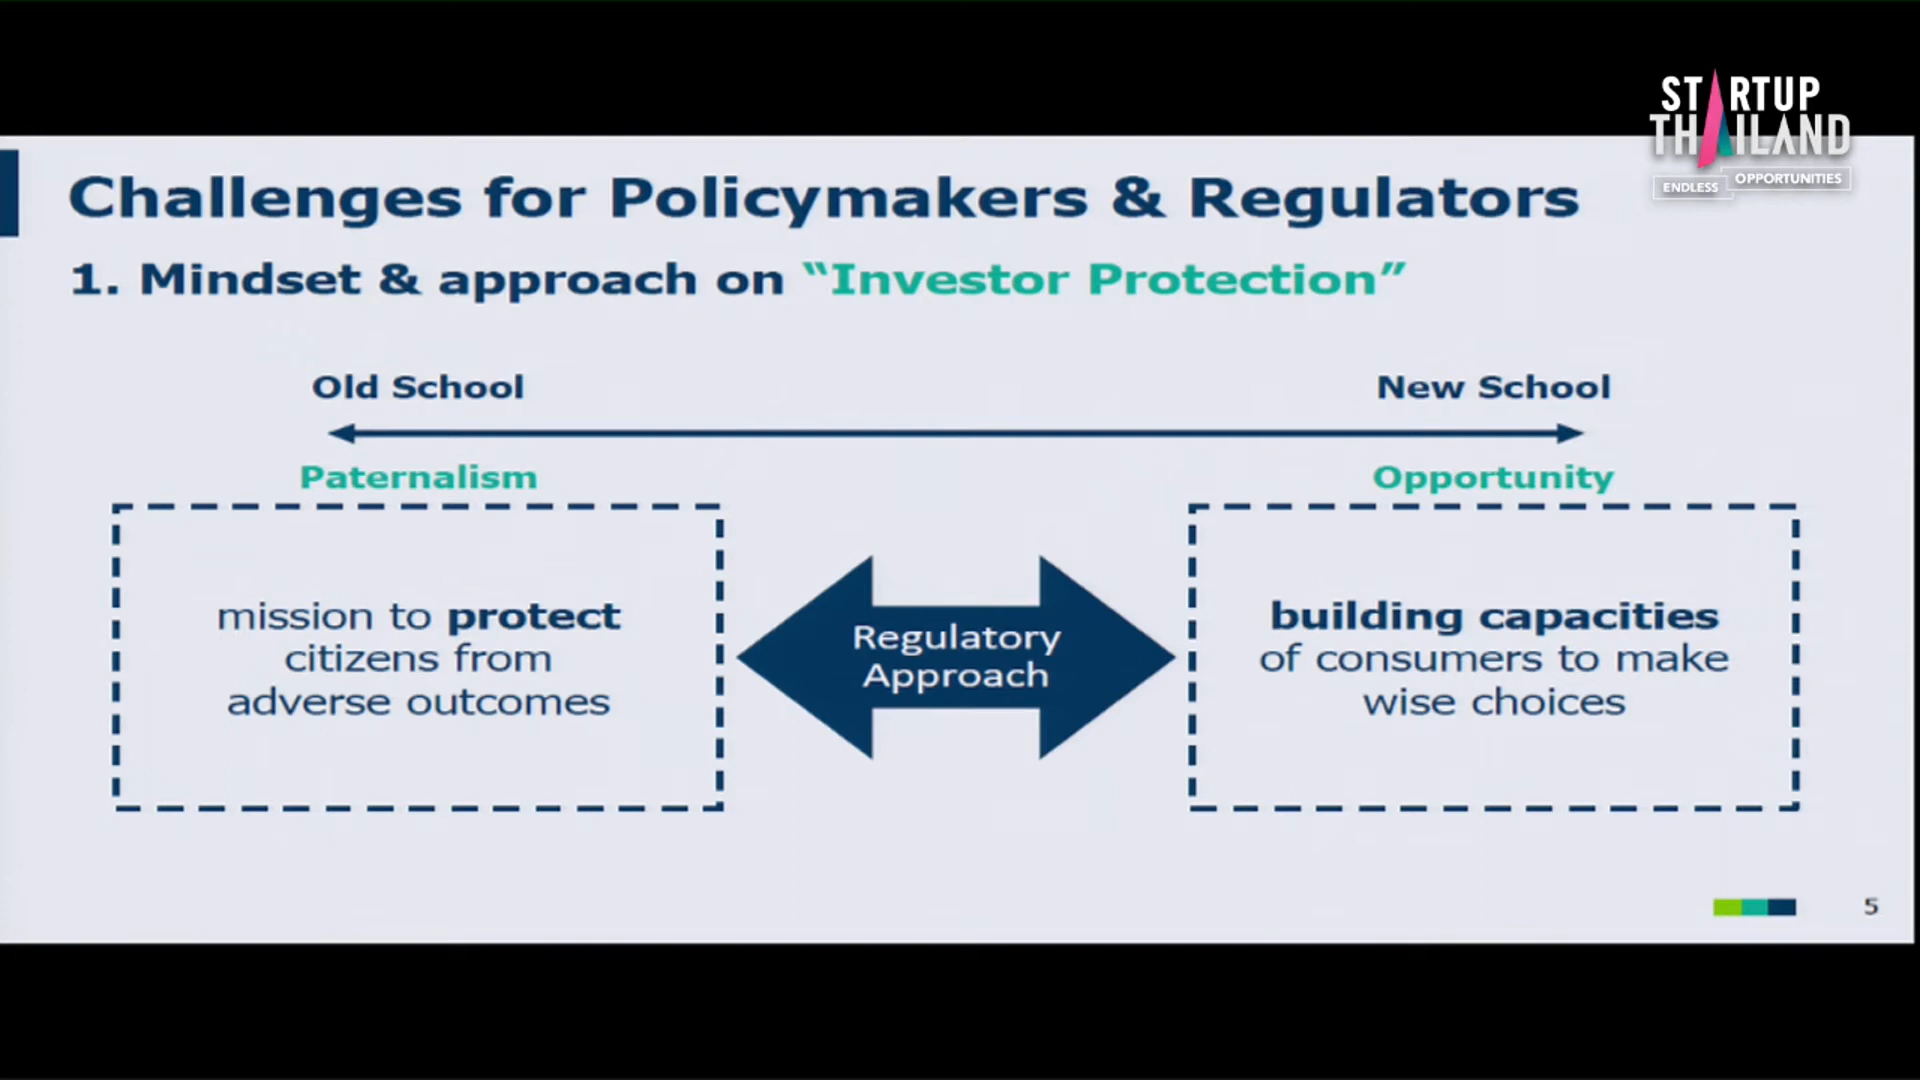 STARTUP
THAILAND
ENDLESS OPPORTUNITIES
Challenges for Policymakers & Regulators
1. Mindset & approach on “Investor Protection”
Old School
New School
Paternalism
Opportunity
mission to protect
citizens from
adverse outcomes
Regulatory
Approach
building capacities
of consumers to make
wise choices
5